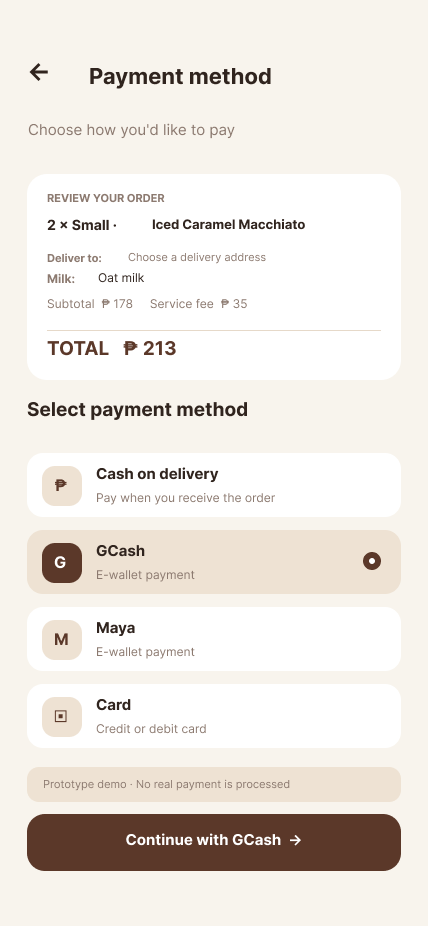 ← Payment method
Choose how you'd like to pay
REVIEW YOUR ORDER
2 × Small · Iced Caramel Macchiato
Deliver to: Choose a delivery address
Milk: Oat milk
Subtotal ₱ 178 Service fee ₱ 35
TOTAL ₱ 213
Select payment method
₱ Cash on delivery
Pay when you receive the order
G GCash
E-wallet payment
M Maya
E-wallet payment
Card
Credit or debit card
Prototype demo · No real payment is processed
Continue with GCash →